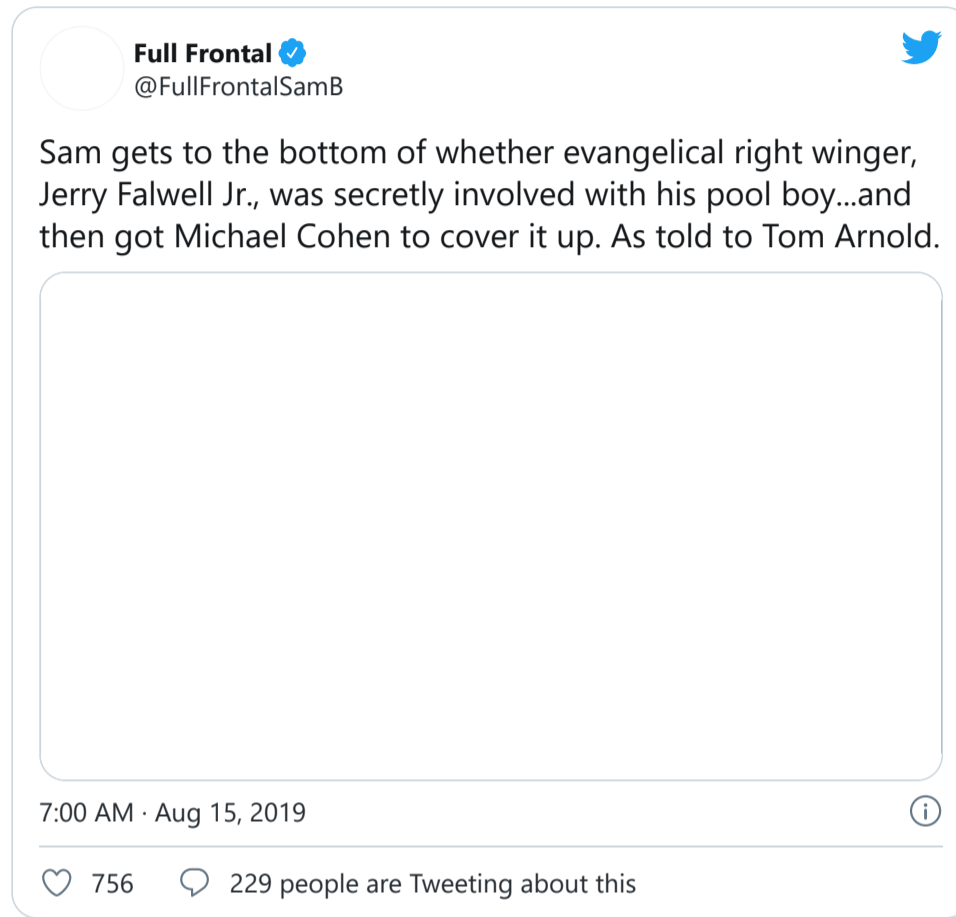 Full Frontal
@FullFrontalSamB
Sam gets to the bottom of whether evangelical right winger,
Jerry Falwell Jr., was secretly involved with his pool boy...and
then got Michael Cohen to cover it up. As told to Tom Arnold.
7:00 AM · Aug 15, 2019
756 229 people are Tweeting about this